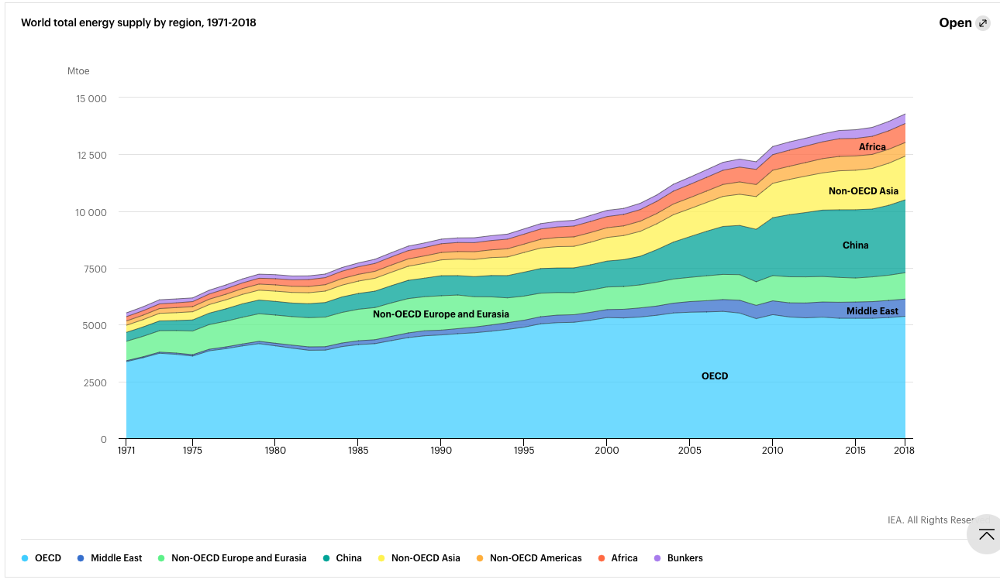 World total energy supply by region, 1971-2018
Open
Mtoe
15 000
12 500
10 000
7500
5000
2500
0
Africa
Non-OECD Asia
China
Non-OECD Europe and Eurasia
Middle East
OECD
1971 1975 1980 1985 1990 1995 2000 2005 2010 2015 2018
IEA. All Rights
OECD Middle East Non-OECD Europe and Eurasia China Non-OECD Asia Non-OECD Americas Africa Bunkers